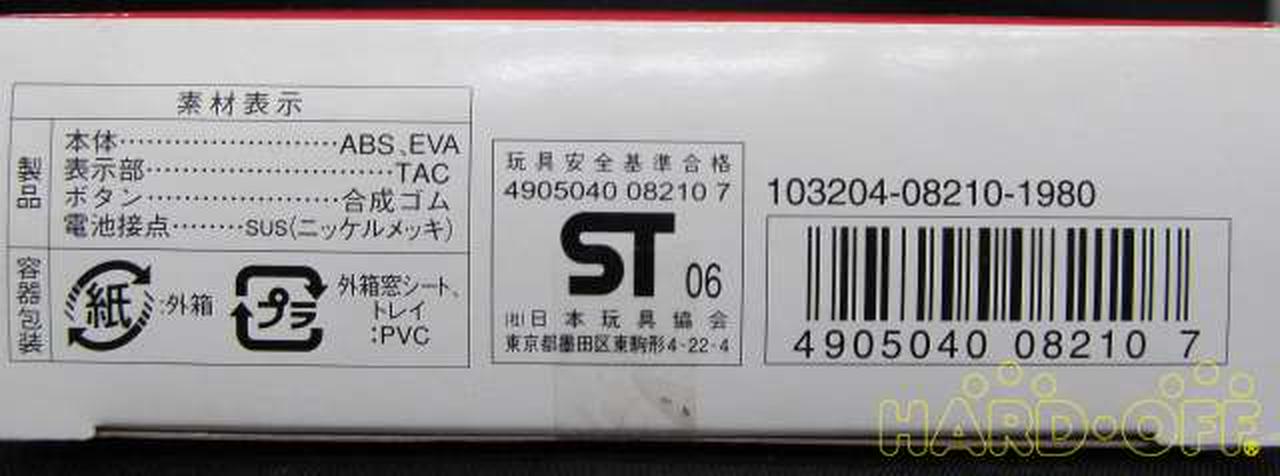 素材表示
製品
本体……………………ABS、EVA
表示部………………………TAC
ボタン…………………合成ゴム
電池接点………SUS(ニッケルメッキ)
容器包装
紙:外箱
プラ
外箱窓シート、
トレイ
:PVC
玩具安全基準合格
4905040 08210 7
ST 06
(社)日本玩具協会
東京都墨田区東駒形4-22-4
103204-08210-1980
4905040 08210 7
HARD・OFF